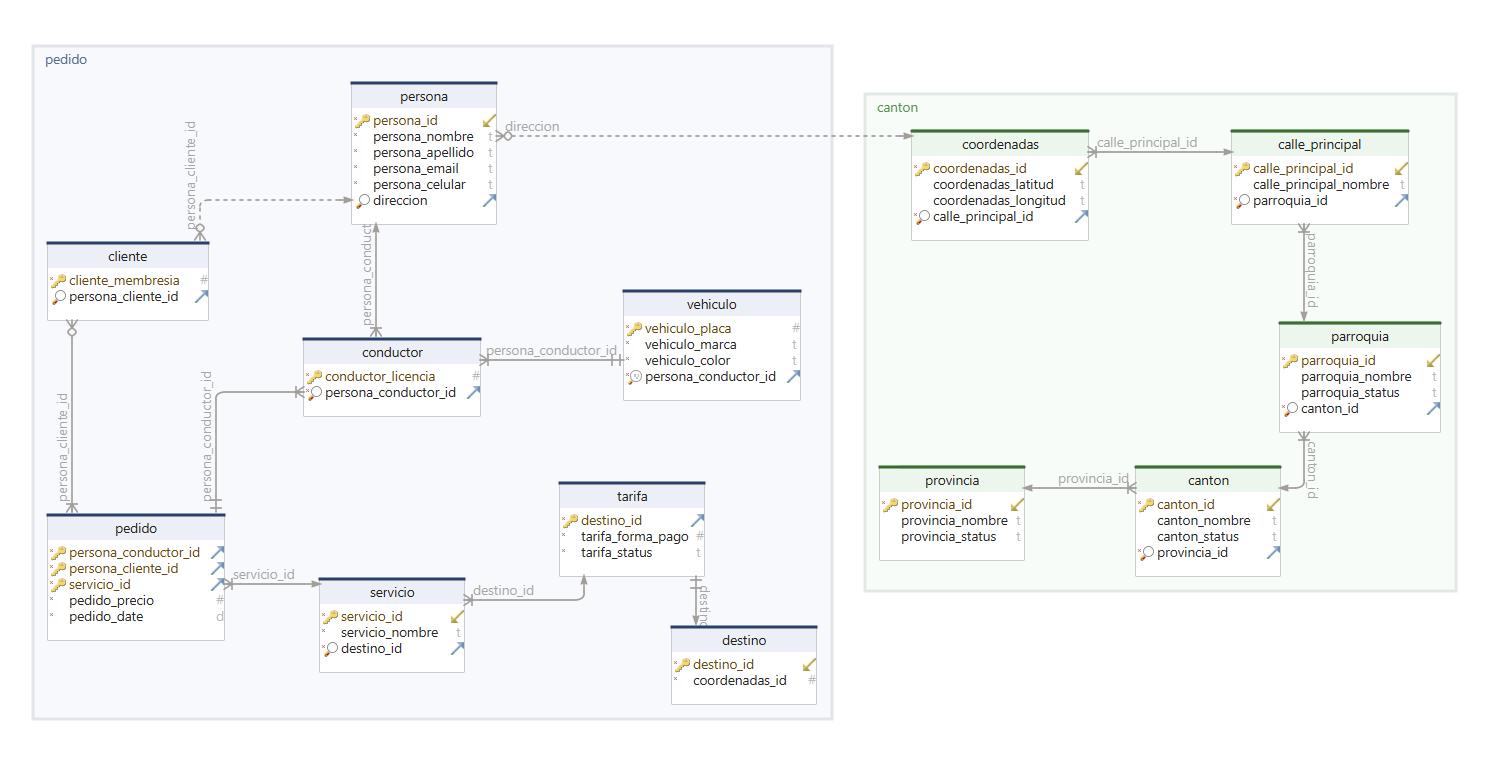 pedido
persona
persona_id
persona_nombre t
persona_apellido t
persona_email t
persona_celular t
direccion
direccion
persona_cliente_id
cliente
cliente_membresia #
persona_cliente_id
persona_conduct
conductor
conductor_licencia #
persona_conductor_id
persona_conductor_id
vehiculo
vehiculo_placa #
vehiculo_marca t
vehiculo_color t
persona_conductor_id
persona_cliente_id
persona_conductor_id
pedido
persona_conductor_id
persona_cliente_id
servicio_id
pedido_precio #
pedido_date d
servicio_id
servicio
servicio_id
servicio_nombre t
destino_id
destino_id
tarifa
destino_id
tarifa_forma_pago #
tarifa_status t
destino
destino
destino_id
coordenadas_id #
canton
coordenadas
coordenadas_id
coordenadas_latitud t
coordenadas_longitud t
calle_principal_id
calle_principal_id
calle_principal
calle_principal_id
calle_principal_nombre t
parroquia_id
parroquia_id
parroquia
parroquia_id
parroquia_nombre t
parroquia_status t
canton_id
canton_id
provincia
provincia_id
provincia_nombre t
provincia_status t
provincia_id
canton
canton_id
canton_nombre t
canton_status t
provincia_id